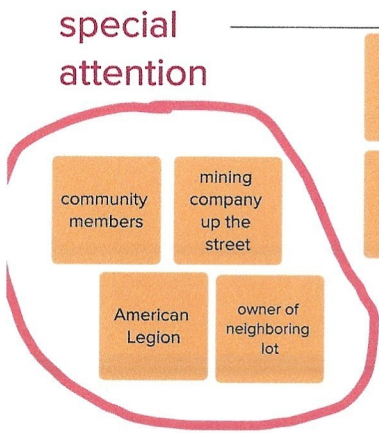 special
attention
community
members
mining
company
up the
street
American
Legion
owner of
neighboring
lot